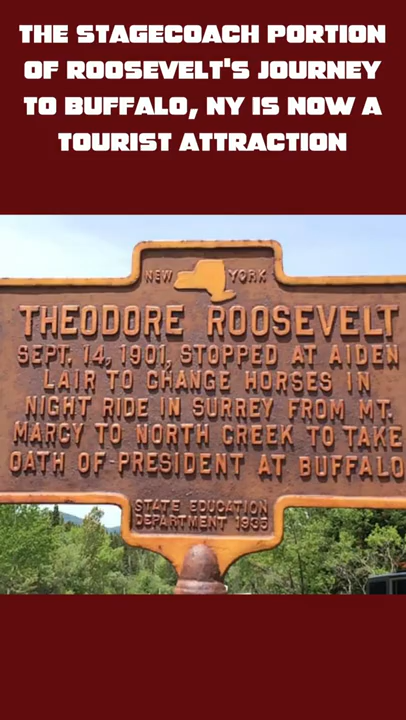 THE STAGECOACH PORTION
OF ROOSEVELT'S JOURNEY
TO BUFFALO, NY IS NOW A
TOURIST ATTRACTION
NEW YORK
THEODORE ROOSEVELT
SEPT. 14, 1901, STOPPED AT AIDEN
LAIR TO CHANGE HORSES IN
NIGHT RIDE IN SURREY FROM MT.
MARCY TO NORTH CREEK TO TAKE
OATH OF PRESIDENT AT BUFFALO
STATE EDUCATION
DEPARTMENT 1935